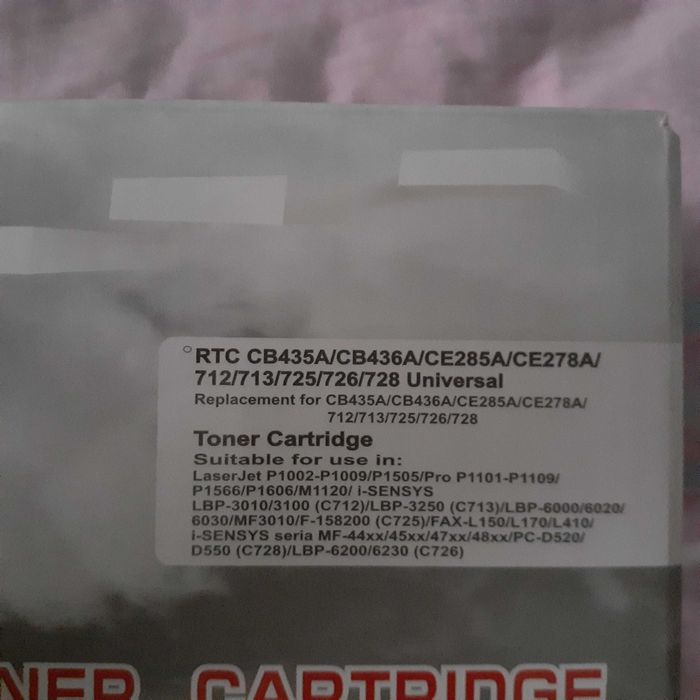 RTC CB435A/CB436A/CE285A/CE278A/
712/713/725/726/728 Universal
Replacement for CB435A/CB436A/CE285A/CE278A/
712/713/725/726/728
Toner Cartridge
Suitable for use in:
LaserJet P1002-P1009/P1505/Pro P1101-P1109/
P1566/P1606/M1120/ i-SENSYS
LBP-3010/3100 (C712)/LBP-3250 (C713)/LBP-6000/6020/
6030/MF3010/F-158200 (C725)/FAX-L150/L170/L410/
i-SENSYS seria MF-44xx/45xx/47xx/48xx/PC-D520/
D550 (C728)/LBP-6200/6230 (C726)
NER CARTRIDGE